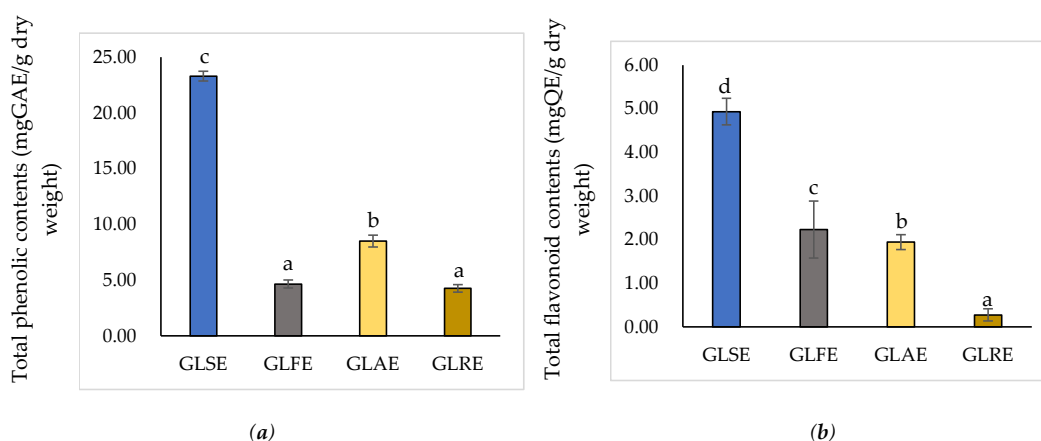 Total phenolic contents (mgGAE/g dry
weight)
25.00
20.00
15.00
10.00
5.00
0.00
c
a
b
a
GLSE GLFE GLAE GLRE
(a)
Total flavonoid contents (mgQE/g dry
weight)
6.00
5.00
4.00
3.00
2.00
1.00
0.00
d
c
b
a
GLSE GLFE GLAE GLRE
(b)